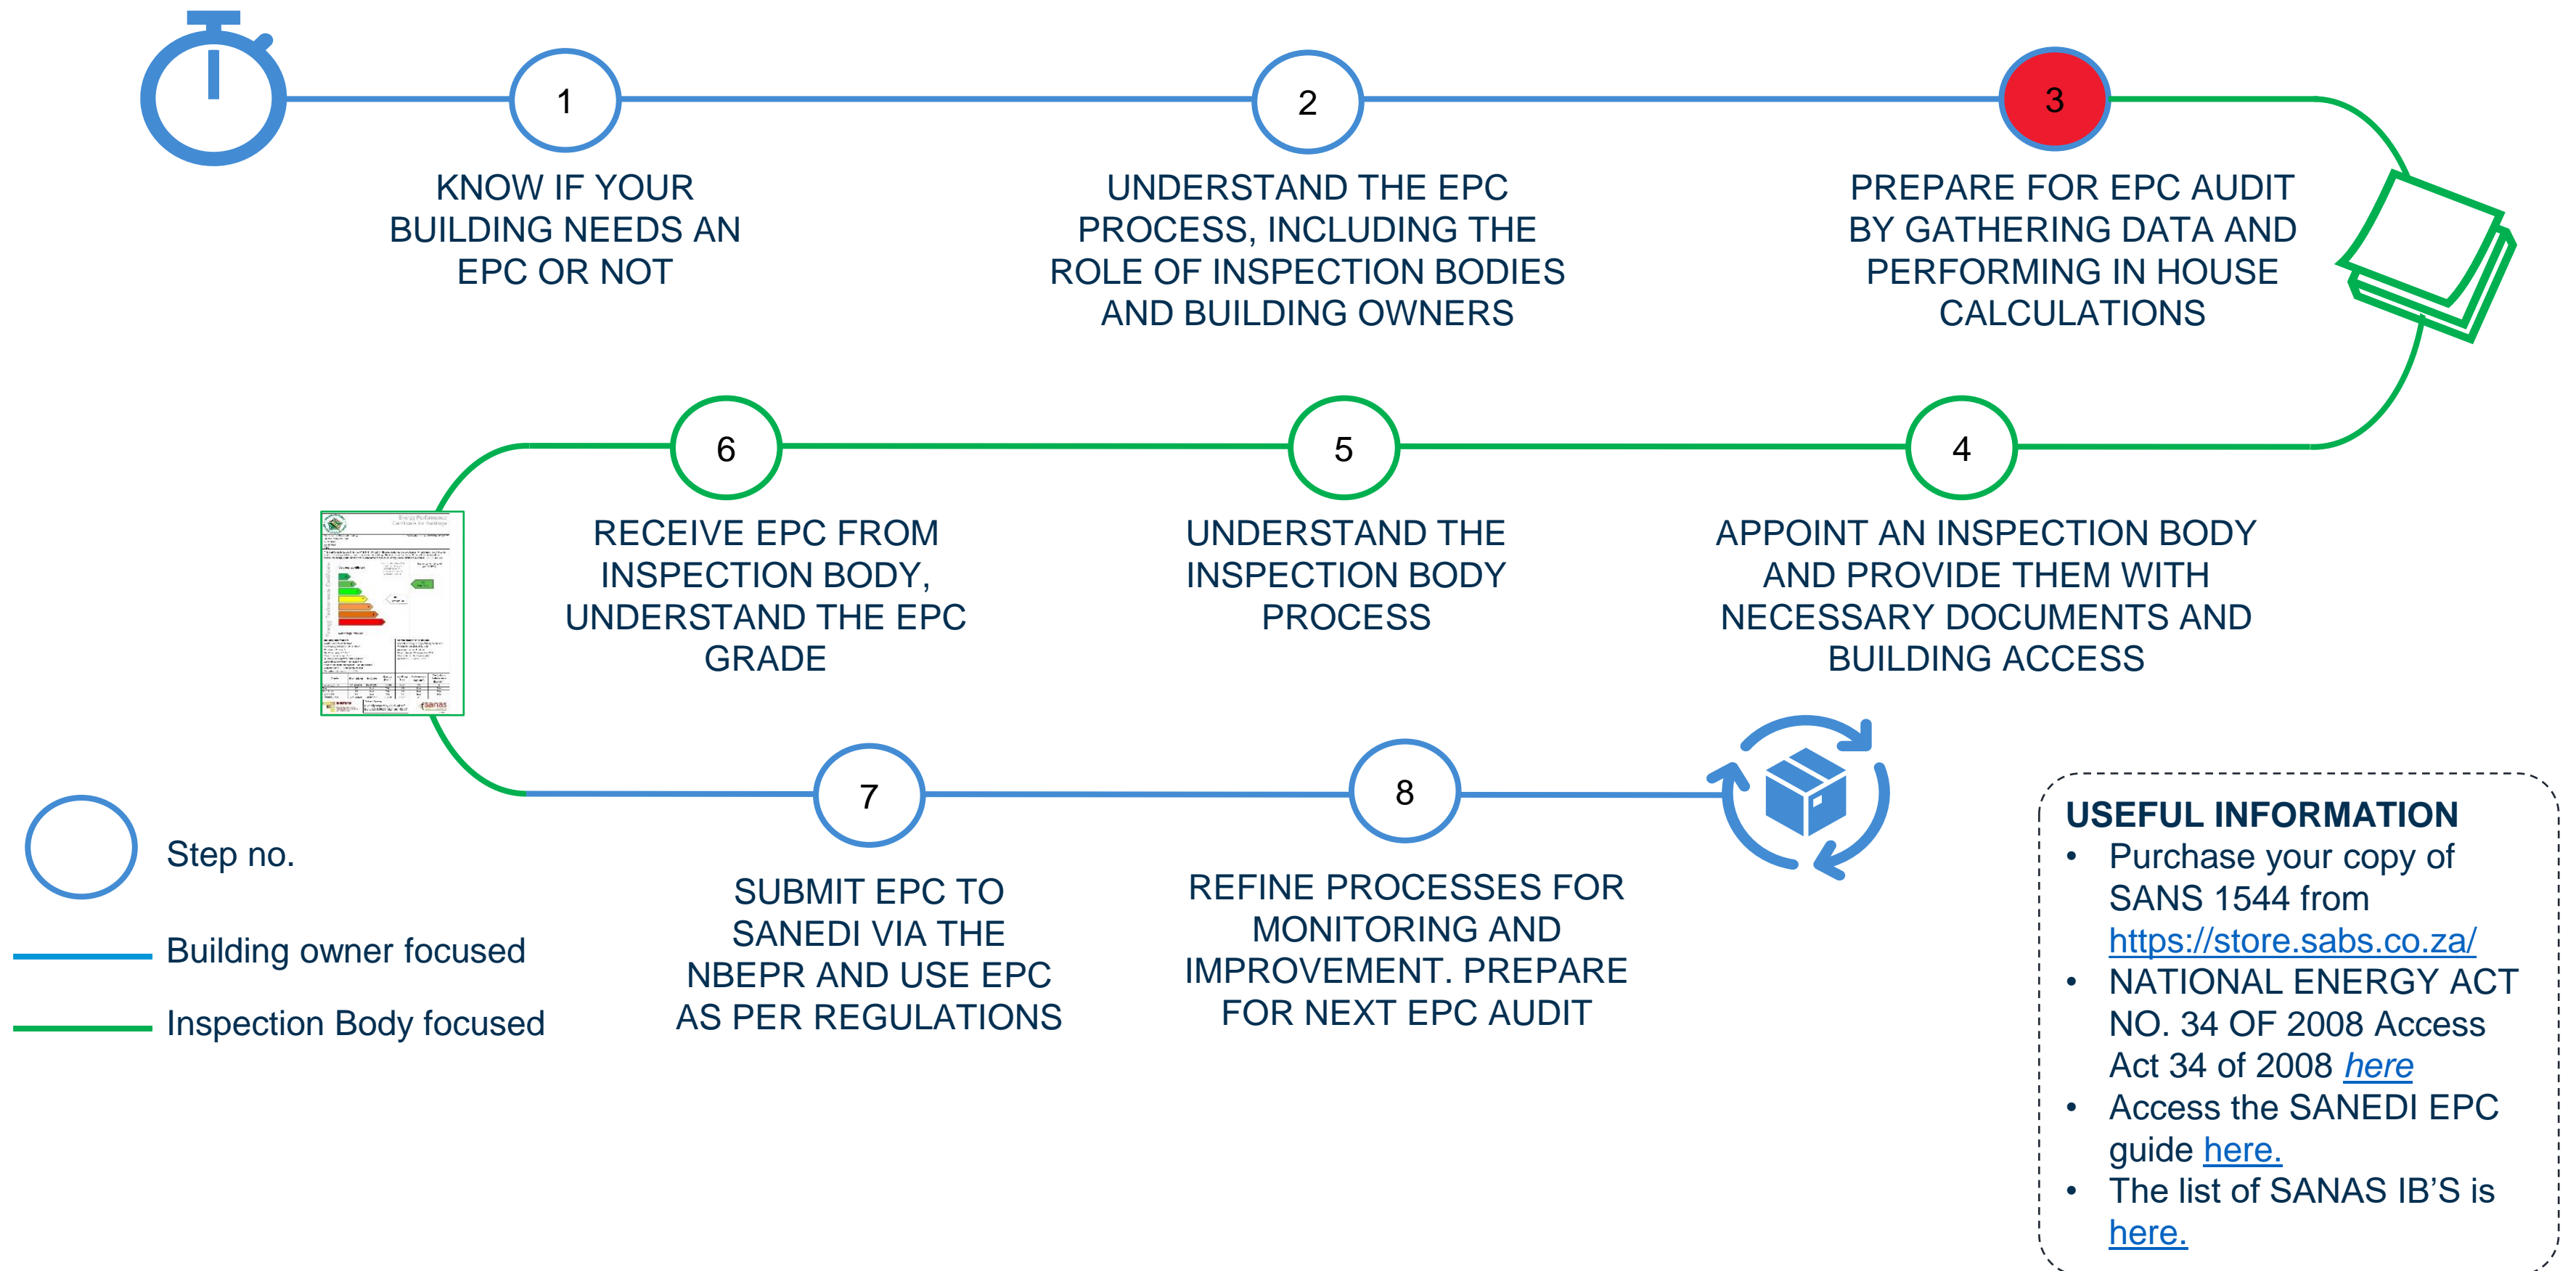 1
KNOW IF YOUR
BUILDING NEEDS AN
EPC OR NOT
2
UNDERSTAND THE EPC
PROCESS, INCLUDING THE
ROLE OF INSPECTION BODIES
AND BUILDING OWNERS
3
PREPARE FOR EPC AUDIT
BY GATHERING DATA AND
PERFORMING IN HOUSE
CALCULATIONS
4
APPOINT AN INSPECTION BODY
AND PROVIDE THEM WITH
NECESSARY DOCUMENTS AND
BUILDING ACCESS
5
UNDERSTAND THE
INSPECTION BODY
PROCESS
6
RECEIVE EPC FROM
INSPECTION BODY,
UNDERSTAND THE EPC
GRADE
Energy Performance
Certificate for Buildings
sanas
7
SUBMIT EPC TO
SANEDI VIA THE
NBEPR AND USE EPC
AS PER REGULATIONS
8
REFINE PROCESSES FOR
MONITORING AND
IMPROVEMENT. PREPARE
FOR NEXT EPC AUDIT
Step no.
Building owner focused
Inspection Body focused
USEFUL INFORMATION
• Purchase your copy of
SANS 1544 from
https://store.sabs.co.za/
• NATIONAL ENERGY ACT
NO. 34 OF 2008 Access
Act 34 of 2008 here
• Access the SANEDI EPC
guide here.
• The list of SANAS IB’S is
here.